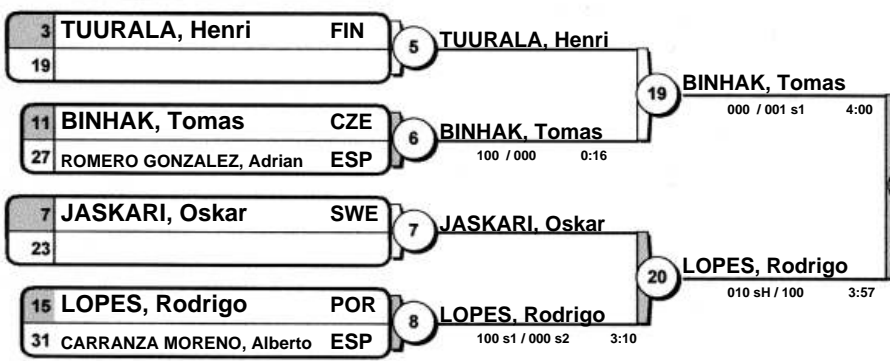 3 TUURALA, Henri FIN
19
5 TUURALA, Henri
11 BINHAK, Tomas CZE
27 ROMERO GONZALEZ, Adrian ESP
6 BINHAK, Tomas
100 / 000 0:16
19 BINHAK, Tomas
000 / 001 s1 4:00
7 JASKARI, Oskar SWE
23
7 JASKARI, Oskar
15 LOPES, Rodrigo POR
31 CARRANZA MORENO, Alberto ESP
8 LOPES, Rodrigo
100 s1 / 000 s2 3:10
20 LOPES, Rodrigo
010 sH / 100 3:57